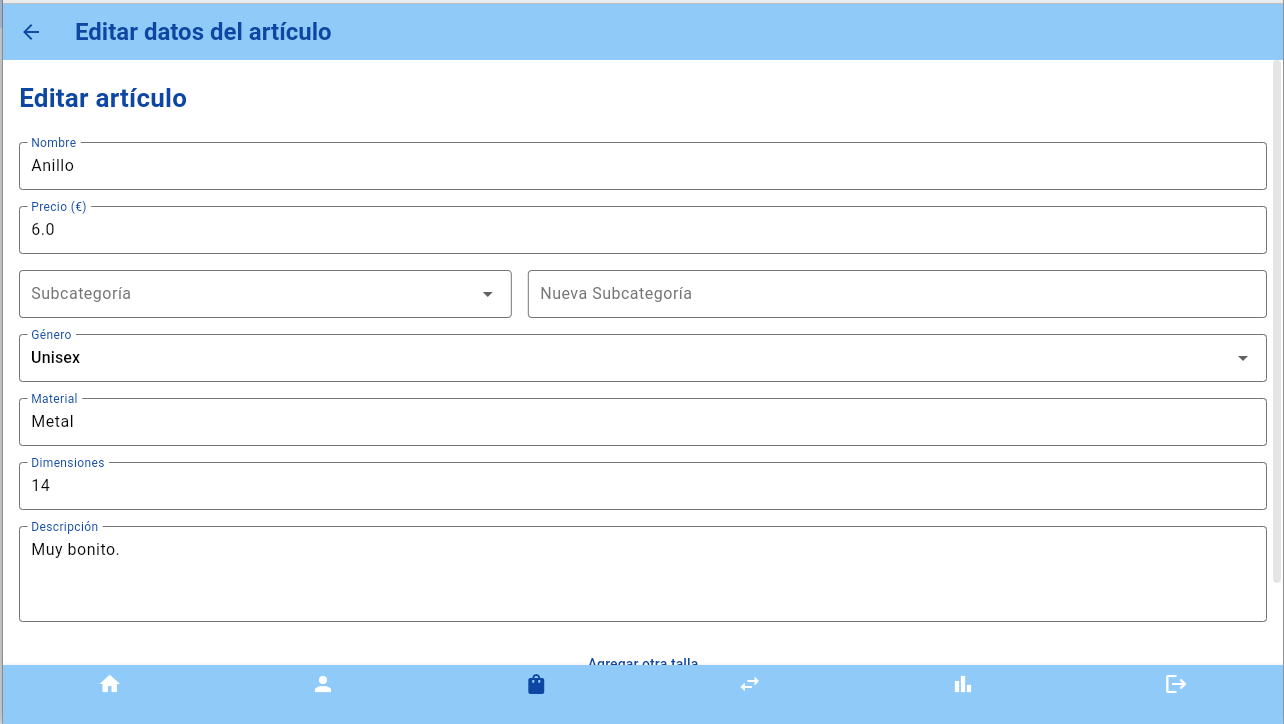 Editar datos del artículo
Editar artículo
Nombre
Anillo
Precio (€)
6.0
Subcategoría
Nueva Subcategoría
Género
Unisex
Material
Metal
Dimensiones
14
Descripción
Muy bonito.
Agregar otra talla